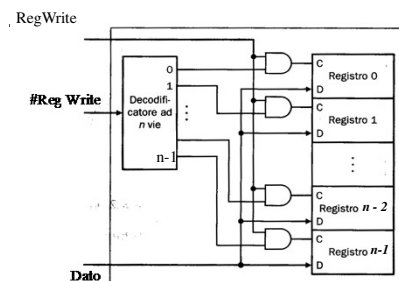 RegWrite
0
1
#Reg Write
Decodifi-
catore ad
n vie
n-1
C
Registro 0
D
C
Registro 1
D
C
Registro n - 2
D
C
Registro n-1
D
Dato